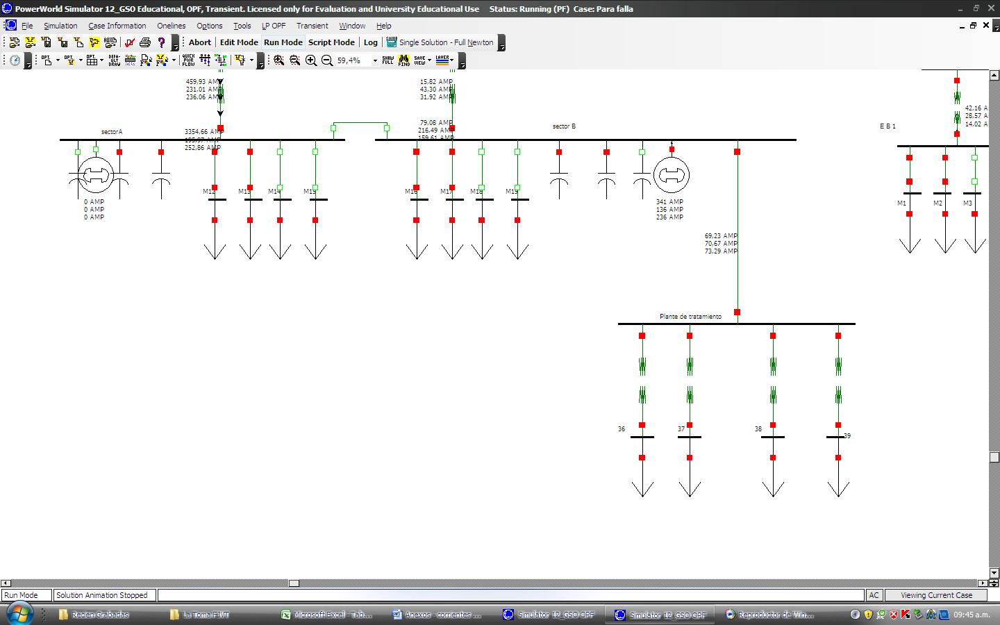 PowerWorld Simulator 12_GSO Educational, OPF, Transient. Licensed only for Evaluation and University Educational Use Status: Running (PF) Case: Para falla
File Simulation Case Information Onelines Options Tools LP OPF Transient Window Help
Abort Edit Mode Run Mode Script Mode Log Single Solution - Full Newton
59,4%
459,93 AMP
231,01 AMP
236,06 AMP
15,82 AMP
43,30 AMP
31,92 AMP
42,16 A
28,57 A
14,02 A
sectorA
3354,66 AMP
195,97 AMP
252,86 AMP
79,08 AMP
216,49 AMP
159,61 AMP
sector B
E B 1
M12 M13 M14 M15
M16 M17 M18 M19
M1 M2 M3
0 AMP
0 AMP
0 AMP
341 AMP
136 AMP
236 AMP
69,23 AMP
70,67 AMP
73,29 AMP
Plante de tratamiento
36 37 38 39
Run Mode Solution Animation Stopped AC Viewing Current Case
Recien Grabadas La Toma FJVT Microsoft Excel - Tab... Anexos - corrientes ... Simulator 12_GSO OPF Simulator 12_GSO OPF Reproductor de Win... 09:45 a.m.